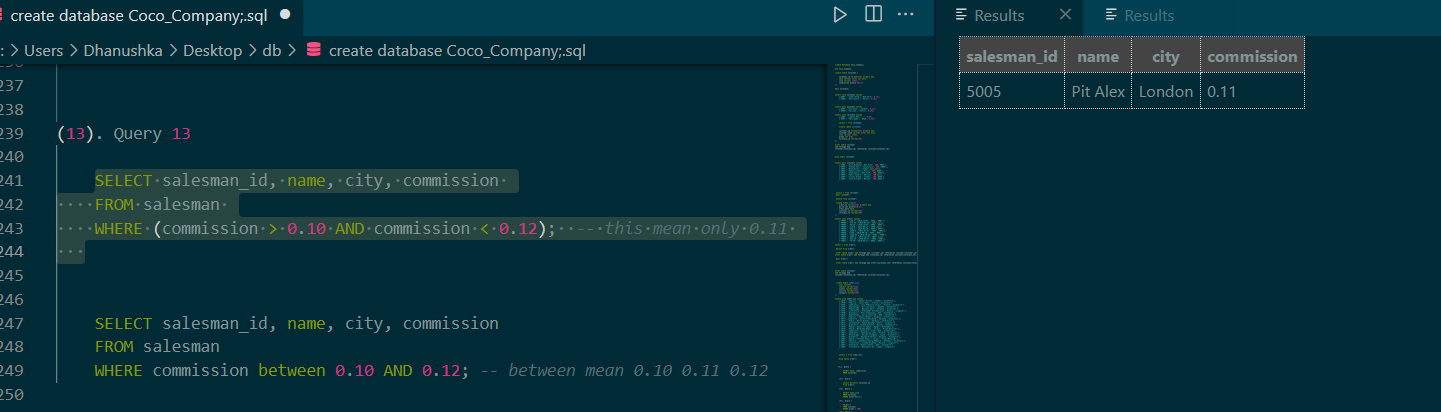 create database Coco_Company;.sql
Results
Results
: > Users > Dhanushka > Desktop > db > create database Coco_Company;.sql
salesman_id name city commission
5005 Pit Alex London 0.11
237
238
239 (13). Query 13
240
241 SELECT salesman_id, name, city, commission
242 FROM salesman
243 WHERE (commission > 0.10 AND commission < 0.12); -- this mean only 0.11
244
245
246
247 SELECT salesman_id, name, city, commission
248 FROM salesman
249 WHERE commission between 0.10 AND 0.12; -- between mean 0.10 0.11 0.12
250